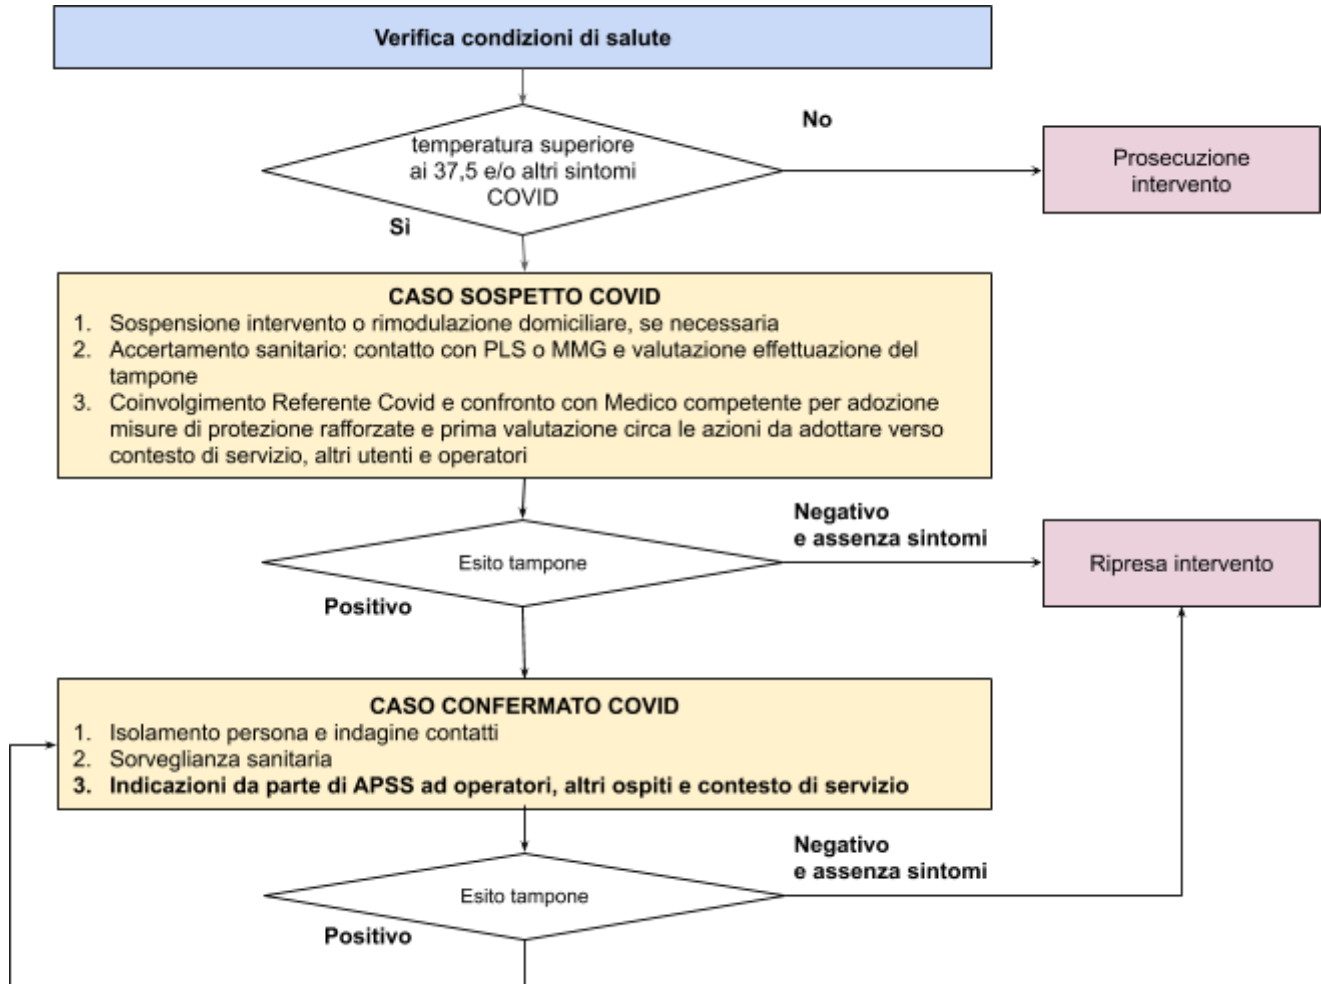 Verifica condizioni di salute
temperatura superiore
ai 37,5 e/o altri sintomi
COVID
No
Prosecuzione
intervento
Sì
CASO SOSPETTO COVID
1. Sospensione intervento o rimodulazione domiciliare, se necessaria
2. Accertamento sanitario: contatto con PLS o MMG e valutazione effettuazione del
tampone
3. Coinvolgimento Referente Covid e confronto con Medico competente per adozione
misure di protezione rafforzate e prima valutazione circa le azioni da adottare verso
contesto di servizio, altri utenti e operatori
Negativo
e assenza sintomi
Esito tampone
Ripresa intervento
Positivo
CASO CONFERMATO COVID
1. Isolamento persona e indagine contatti
2. Sorveglianza sanitaria
3. Indicazioni da parte di APSS ad operatori, altri ospiti e contesto di servizio
Negativo
e assenza sintomi
Esito tampone
Positivo